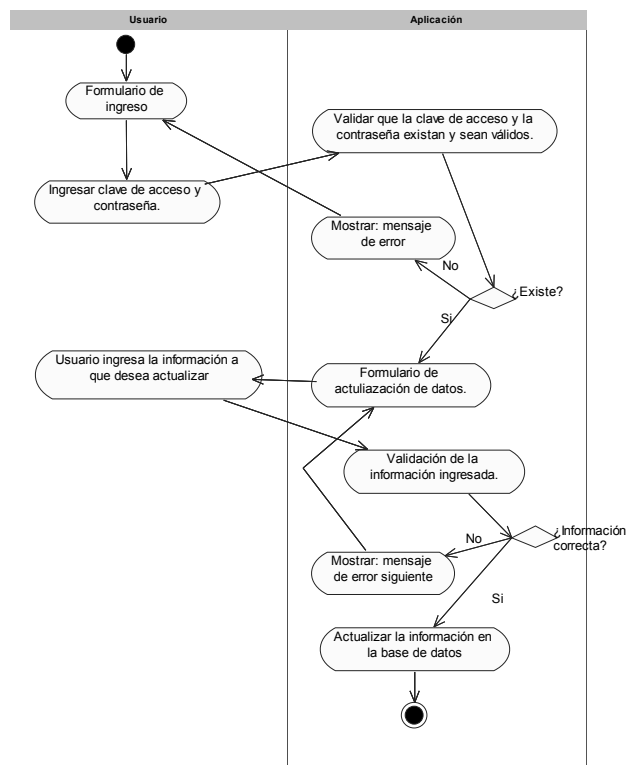 Usuario
Aplicación
Formulario de
ingreso
Validar que la clave de acceso y la
contraseña existan y sean válidos.
Ingresar clave de acceso y
contraseña.
Mostrar: mensaje
de error
No
¿Existe?
Si
Usuario ingresa la información a
que desea actualizar
Formulario de
actuliazación de datos.
Validación de la
información ingresada.
¿Información
correcta?
No
Mostrar: mensaje
de error siguiente
Si
Actualizar la información en
la base de datos